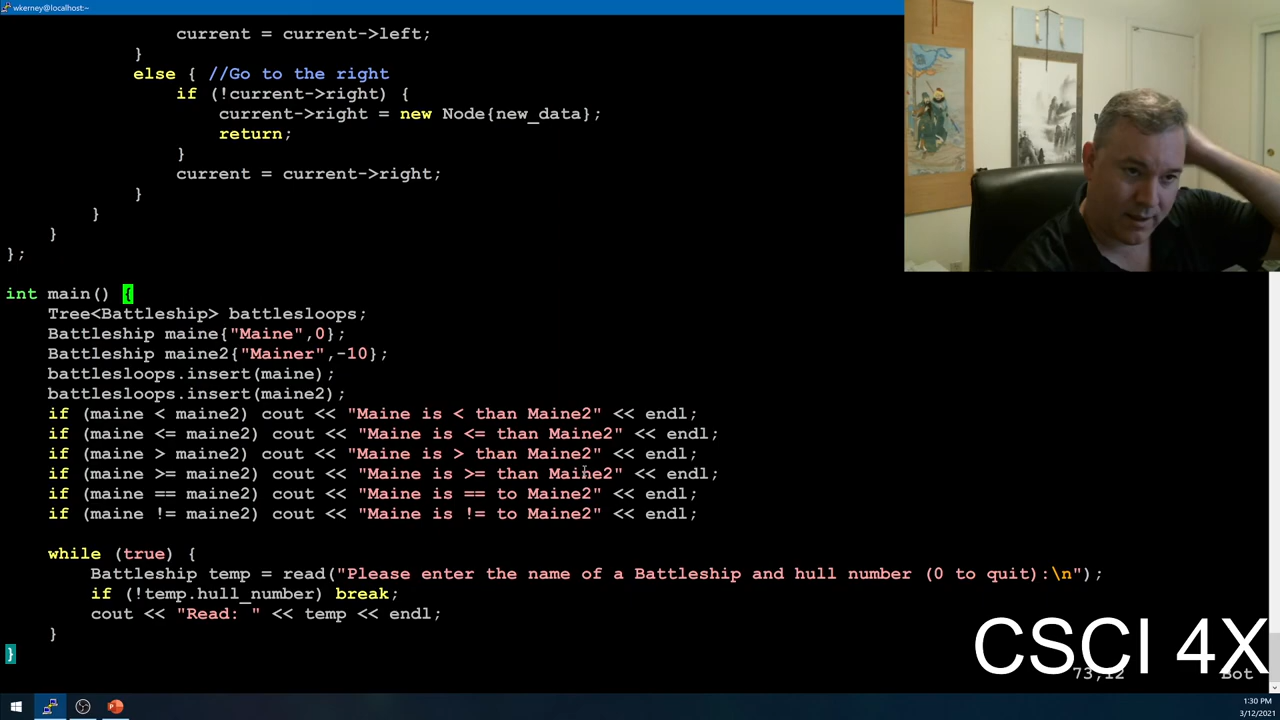 wkerney@localhost:~
current = current->left;
}
else { //Go to the right
if (!current->right) {
current->right = new Node{new_data};
return;
}
current = current->right;
}
}
}
};
int main() {
Tree<Battleship> battlesloops;
Battleship maine{"Maine",0};
Battleship maine2{"Mainer",-10};
battlesloops.insert(maine);
battlesloops.insert(maine2);
if (maine < maine2) cout << "Maine is < than Maine2" << endl;
if (maine <= maine2) cout << "Maine is <= than Maine2" << endl;
if (maine > maine2) cout << "Maine is > than Maine2" << endl;
if (maine >= maine2) cout << "Maine is >= than Maine2" << endl;
if (maine == maine2) cout << "Maine is == to Maine2" << endl;
if (maine != maine2) cout << "Maine is != to Maine2" << endl;
while (true) {
Battleship temp = read("Please enter the name of a Battleship and hull number (0 to quit):\n");
if (!temp.hull_number) break;
cout << "Read: " << temp << endl;
}
}
CSCI 4X
73,12 Bot
1:30 PM
3/12/2021